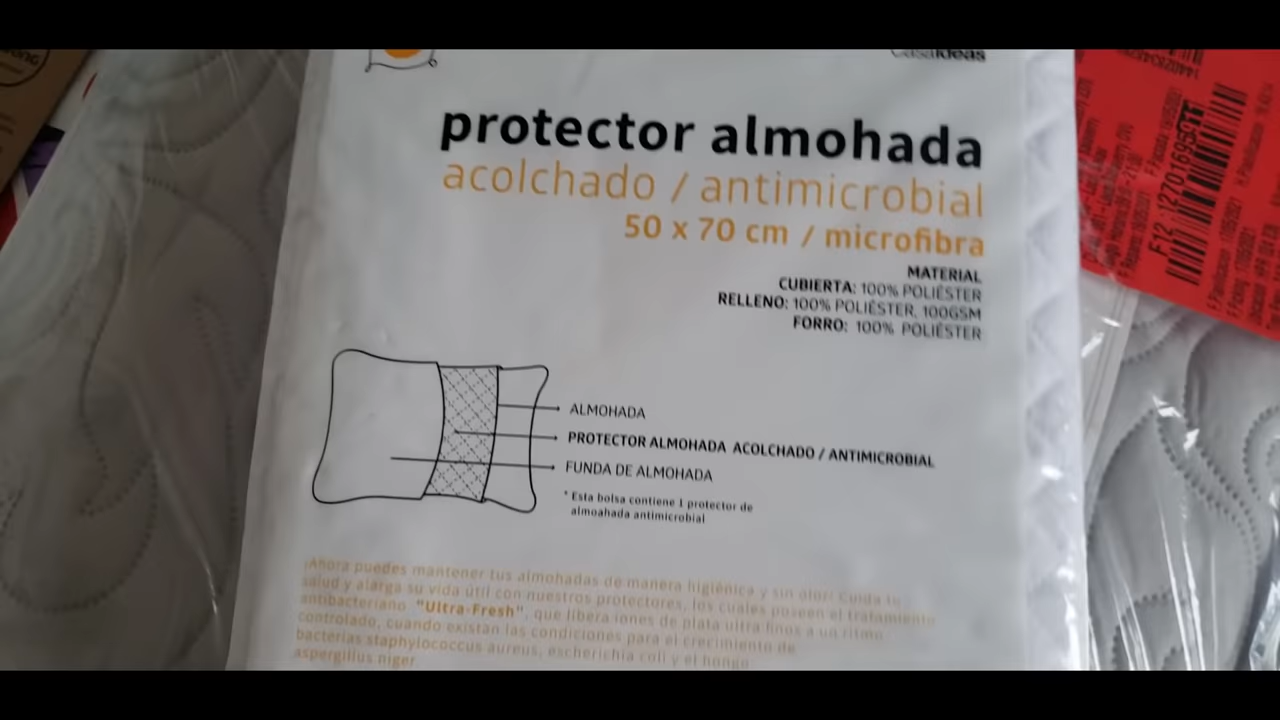 Casaideas
protector almohada
acolchado / antimicrobial
50 x 70 cm / microfibra
MATERIAL
CUBIERTA: 100% POLIÉSTER
RELLENO: 100% POLIÉSTER, 100GSM
FORRO: 100% POLIÉSTER
ALMOHADA
PROTECTOR ALMOHADA ACOLCHADO / ANTIMICROBIAL
FUNDA DE ALMOHADA
* Esta bolsa contiene 1 protector de
almoahada antimicrobial
¡Ahora puedes mantener tus almohadas de manera higiénica y sin olor! Cuida tu
salud y alarga su vida útil con nuestros protectores, los cuales poseen el tratamiento
antibacteriano "Ultra-Fresh", que libera iones de plata ultra finos a un ritmo
controlado, cuando existan las condiciones para el crecimiento de
bacterias staphylococcus aureus, escherichia coli y el hongo
aspergillus niger